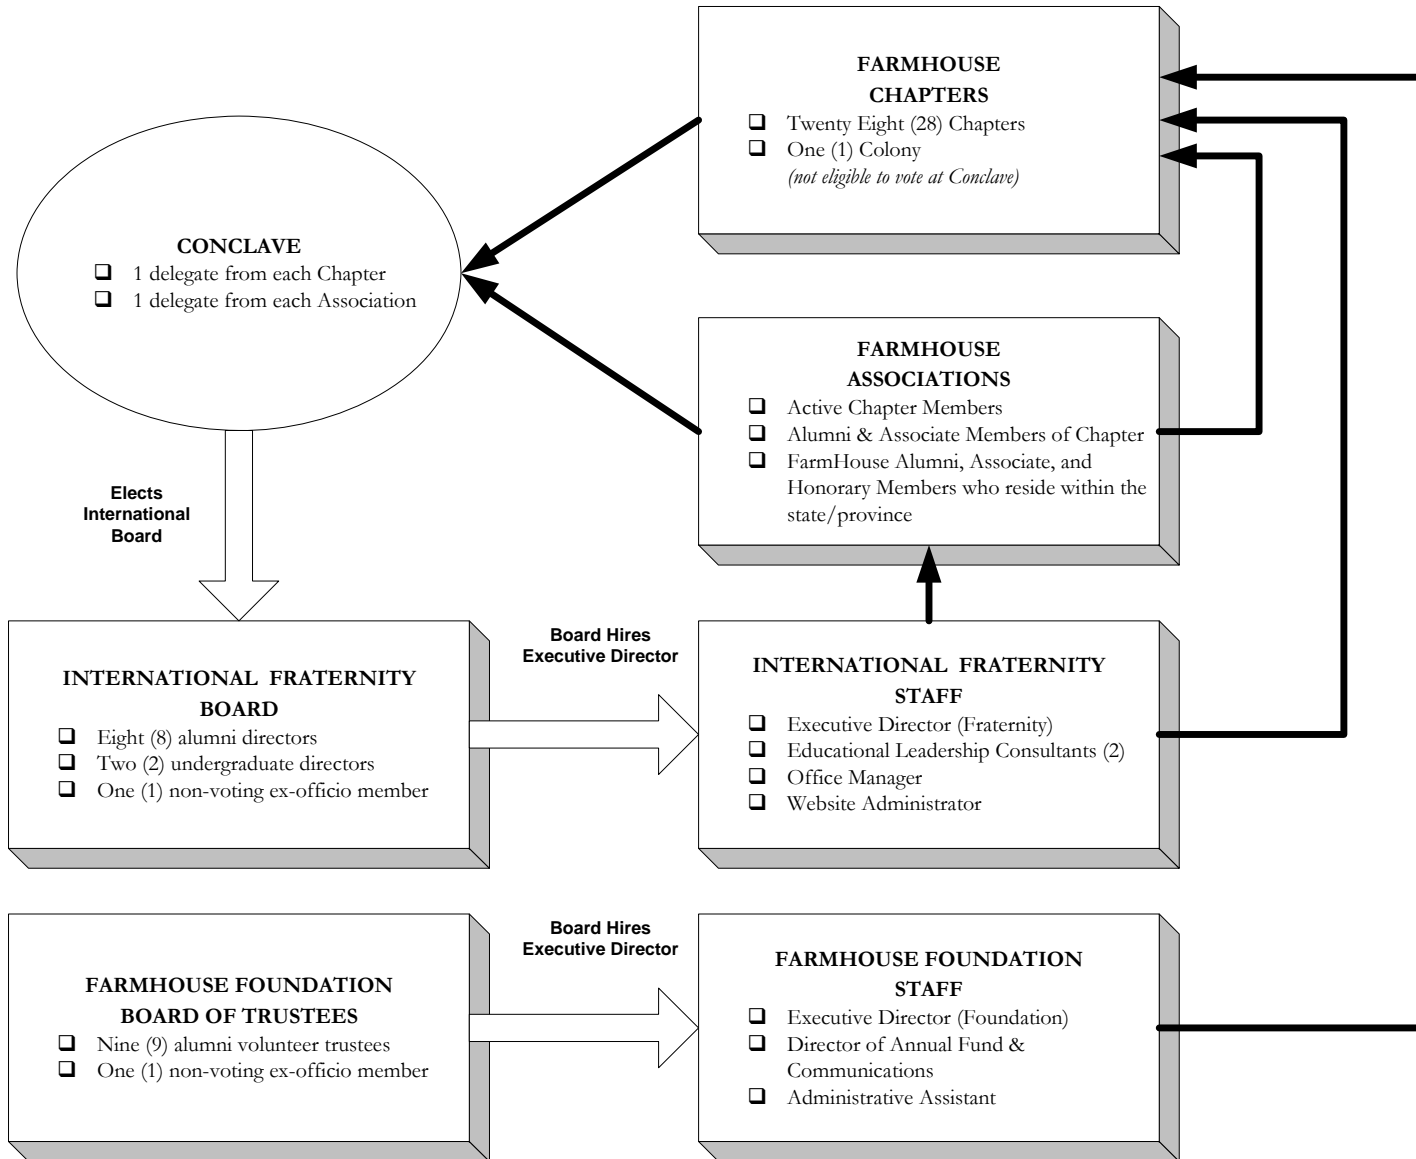 FARMHOUSE
CHAPTERS
❑ Twenty Eight (28) Chapters
❑ One (1) Colony
(not eligible to vote at Conclave)
CONCLAVE
❑ 1 delegate from each Chapter
❑ 1 delegate from each Association
FARMHOUSE
ASSOCIATIONS
❑ Active Chapter Members
❑ Alumni & Associate Members of Chapter
❑ FarmHouse Alumni, Associate, and
Honorary Members who reside within the
state/province
Elects
International
Board
INTERNATIONAL FRATERNITY
BOARD
❑ Eight (8) alumni directors
❑ Two (2) undergraduate directors
❑ One (1) non-voting ex-officio member
Board Hires
Executive Director
INTERNATIONAL FRATERNITY
STAFF
❑ Executive Director (Fraternity)
❑ Educational Leadership Consultants (2)
❑ Office Manager
❑ Website Administrator
FARMHOUSE FOUNDATION
BOARD OF TRUSTEES
❑ Nine (9) alumni volunteer trustees
❑ One (1) non-voting ex-officio member
Board Hires
Executive Director
FARMHOUSE FOUNDATION
STAFF
❑ Executive Director (Foundation)
❑ Director of Annual Fund &
Communications
❑ Administrative Assistant